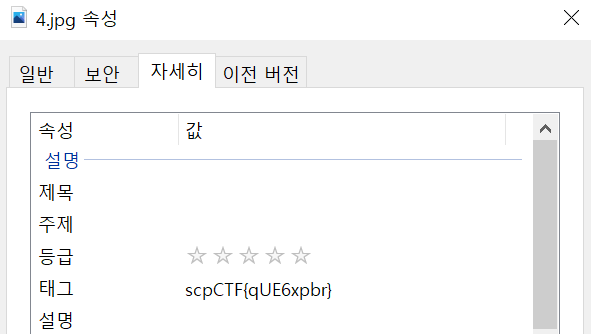 4.jpg 속성
일반 보안 자세히 이전 버전
속성 값
설명
제목
주제
등급 ☆☆☆☆☆
태그 scpCTF{qUE6xpbr}
설명